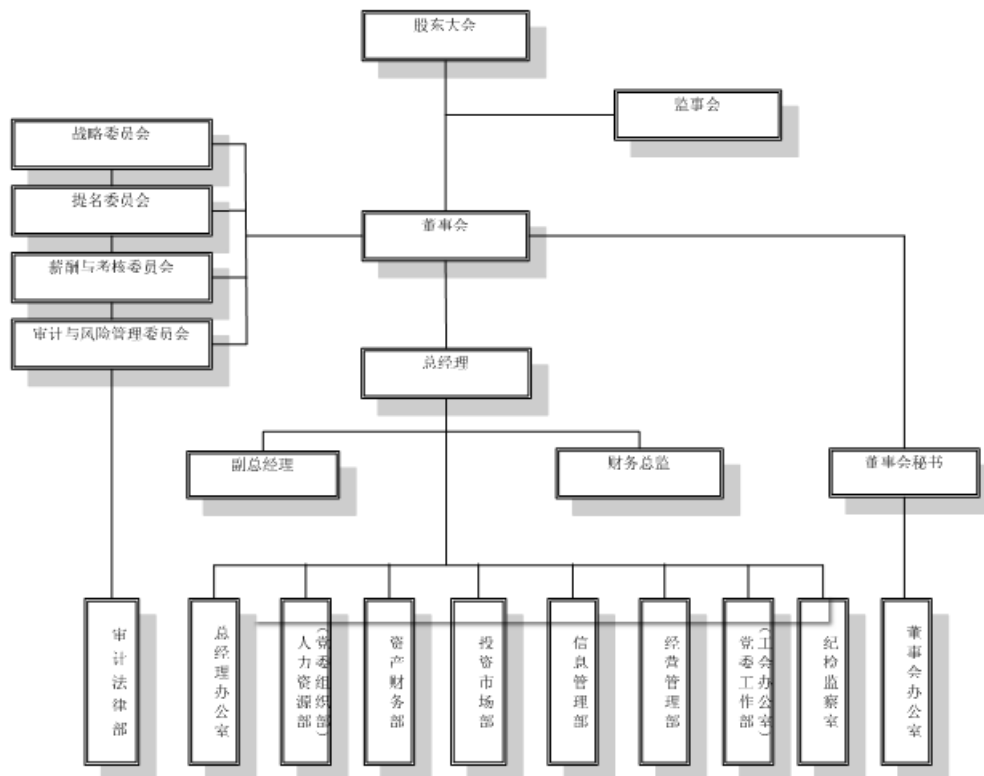 股东大会
监事会
战略委员会
提名委员会
董事会
薪酬与考核委员会
审计与风险管理委员会
总经理
副总经理
财务总监
董事会秘书
审计法律部
总经理办公室
人力资源部
（党委组织部）
资产财务部
投资市场部
信息管理部
经营管理部
党委工作部
（工会办公室）
纪检监察室
董事会办公室